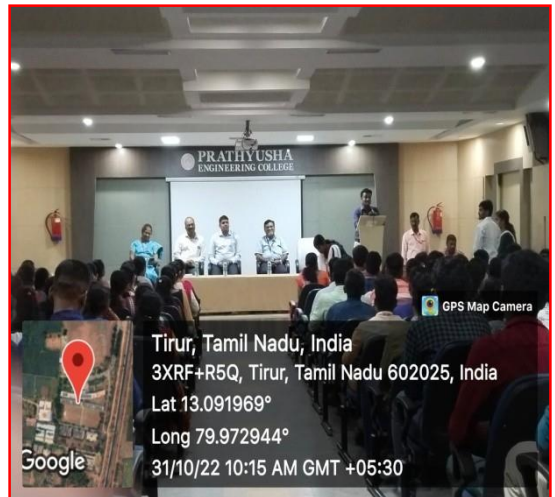 PRATHYUSHA
ENGINEERING COLLEGE
GPS Map Camera
Tirur, Tamil Nadu, India
3XRF+R5Q, Tirur, Tamil Nadu 602025, India
Lat 13.091969°
Long 79.972944°
31/10/22 10:15 AM GMT +05:30
Google